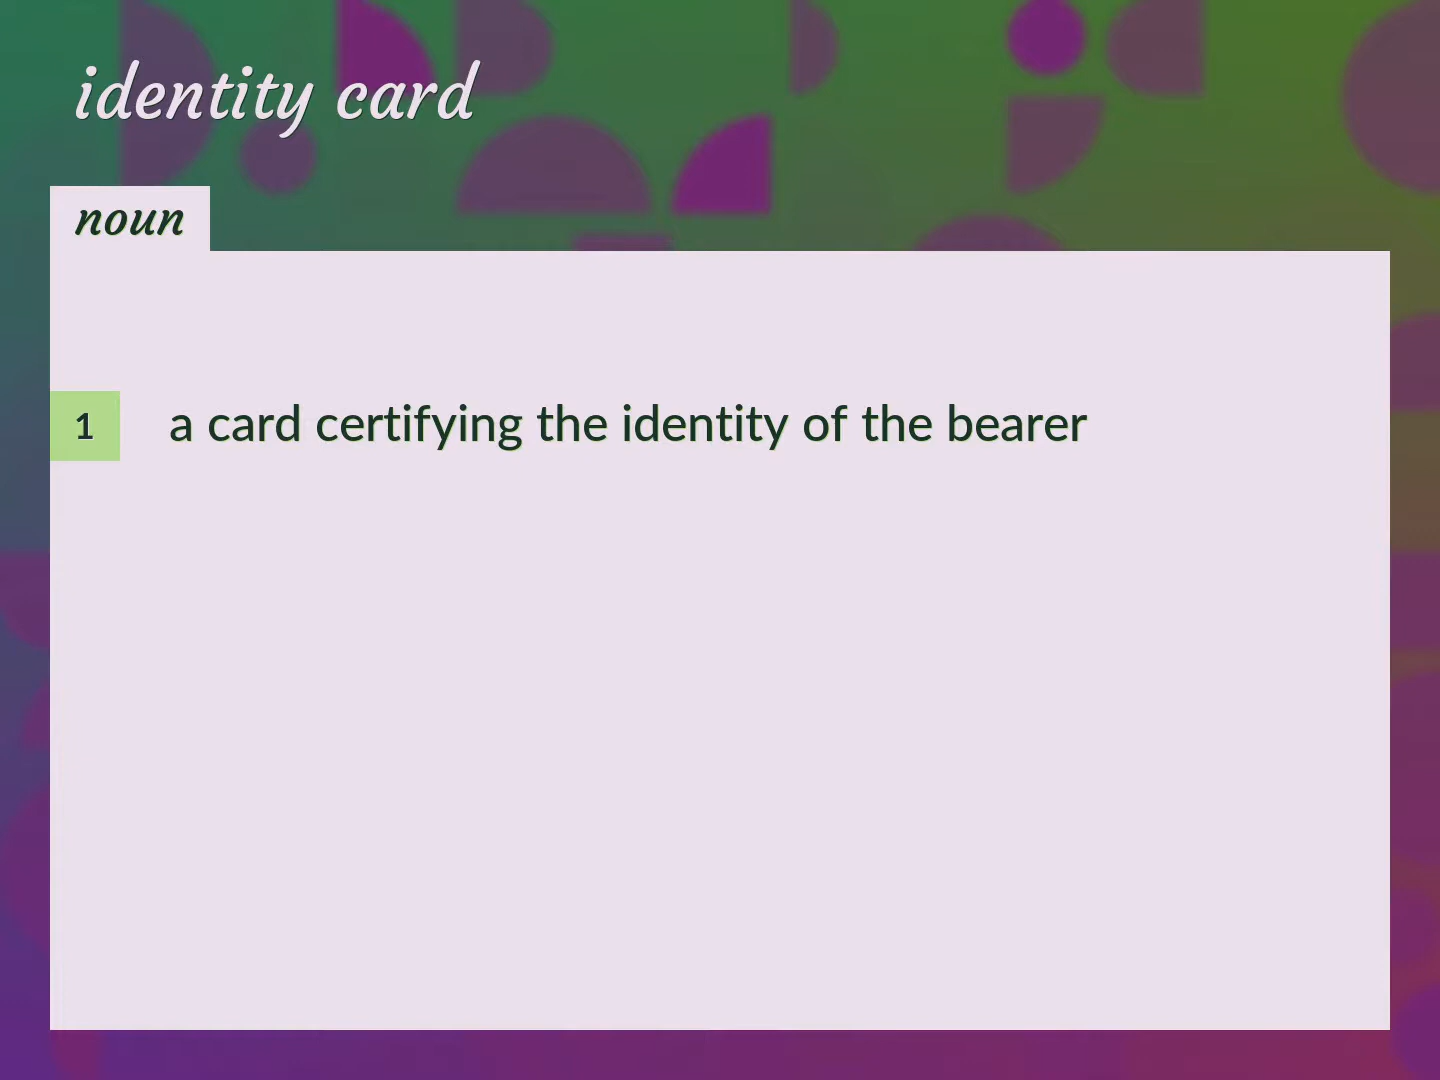 identity card
noun
1 a card certifying the identity of the bearer